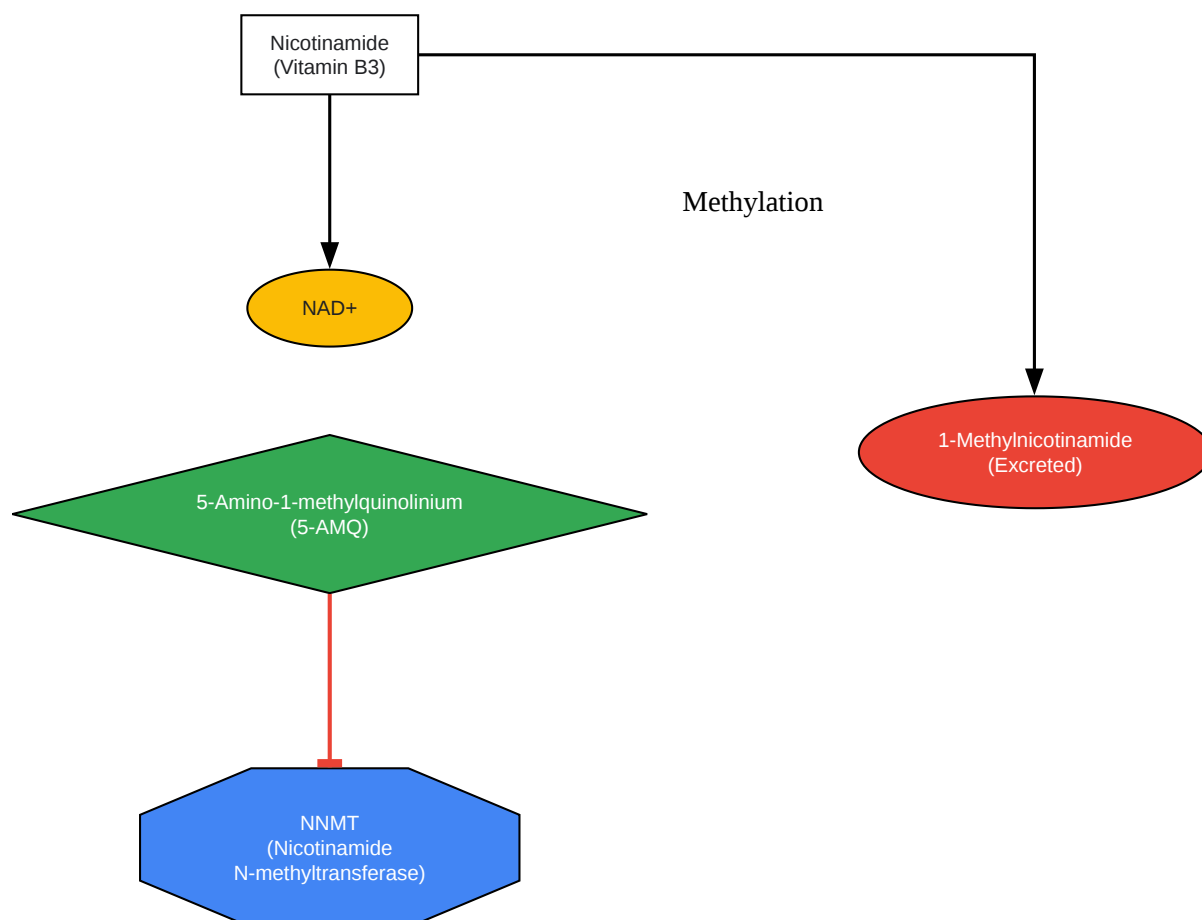 Nicotinamide
(Vitamin B3)
Methylation
NAD+
1-Methylnicotinamide
(Excreted)
5-Amino-1-methylquinolinium
(5-AMQ)
NNMT
(Nicotinamide
N-methyltransferase)